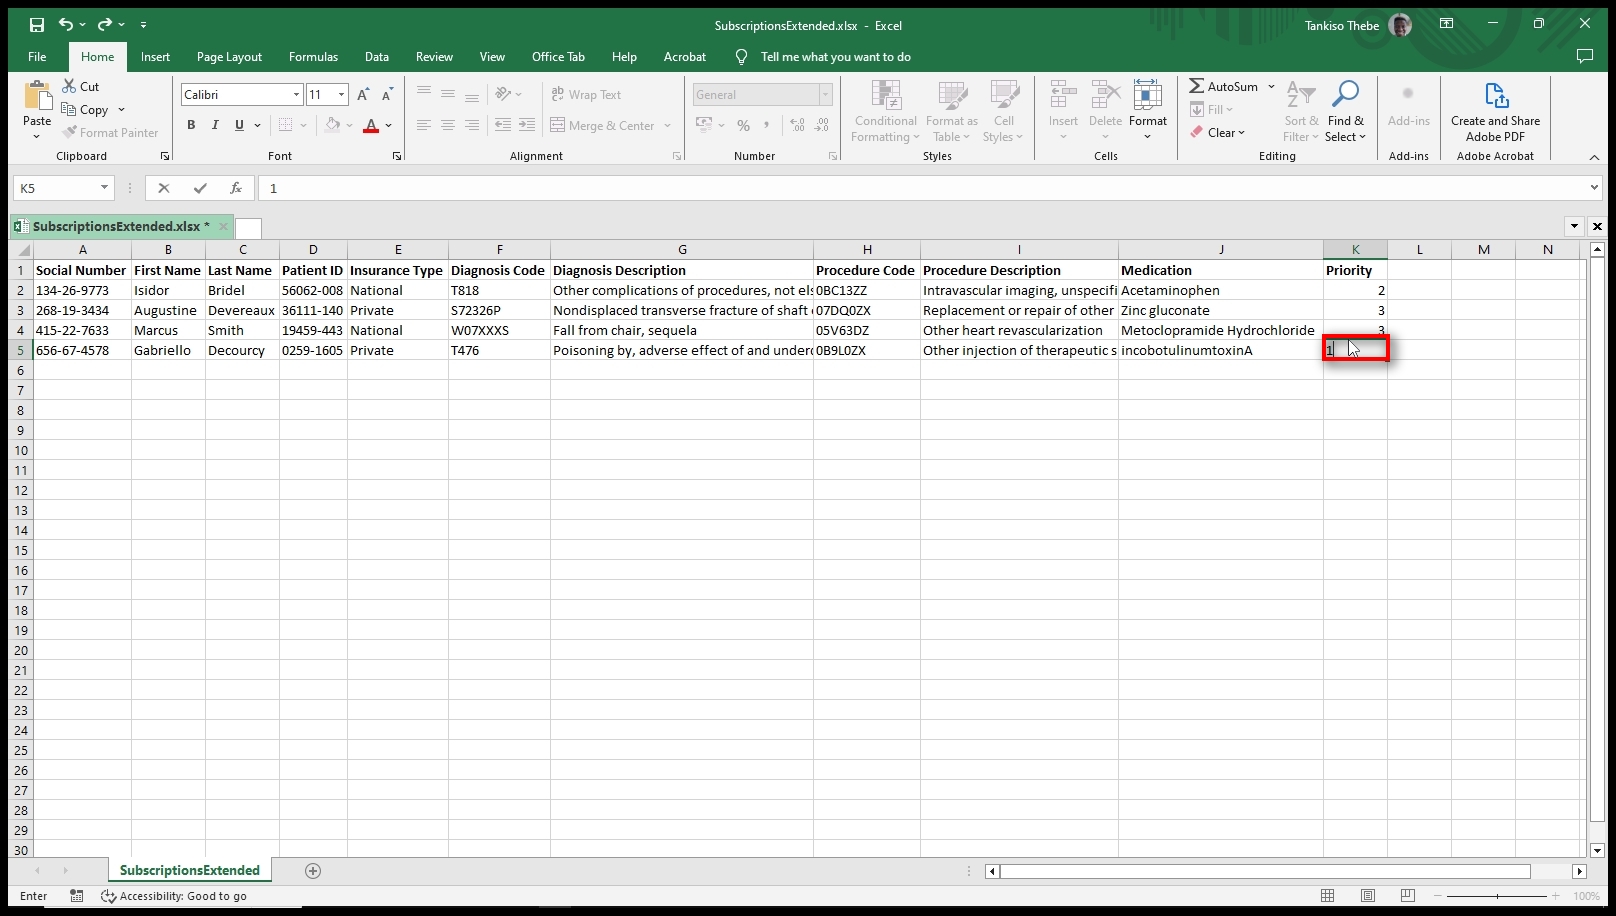 SubscriptionsExtended.xlsx - Excel
Tankiso Thebe
File Home Insert Page Layout Formulas Data Review View Office Tab Help Acrobat Tell me what you want to do
Paste
Cut
Copy
Format Painter
Clipboard
Calibri 11 A A
B I U A
Font
ab Wrap Text
Merge & Center
Alignment
General
% ,
Number
Conditional Formatting
Format as Table
Cell Styles
Styles
Insert Delete Format
Cells
AutoSum
Fill
Clear
Sort & Filter
Find & Select
Editing
Add-ins
Add-ins
Create and Share Adobe PDF
Adobe Acrobat
K5 fx 1
SubscriptionsExtended.xlsx *
A B C D E F G H I J K L M N
1 Social Number First Name Last Name Patient ID Insurance Type Diagnosis Code Diagnosis Description Procedure Code Procedure Description Medication Priority
2 134-26-9773 Isidor Bridel 56062-008 National T818 Other complications of procedures, not els 0BC13ZZ Intravascular imaging, unspecifi Acetaminophen 2
3 268-19-3434 Augustine Devereaux 36111-140 Private S72326P Nondisplaced transverse fracture of shaft 07DQ0ZX Replacement or repair of other Zinc gluconate 3
4 415-22-7633 Marcus Smith 19459-443 National W07XXXS Fall from chair, sequela 05V63DZ Other heart revascularization Metoclopramide Hydrochloride 3
5 656-67-4578 Gabriello Decourcy 0259-1605 Private T476 Poisoning by, adverse effect of and underd 0B9L0ZX Other injection of therapeutic s incobotulinumtoxinA 1
6
7
8
9
10
11
12
13
14
15
16
17
18
19
20
21
22
23
24
25
26
27
28
29
30
SubscriptionsExtended
Enter Accessibility: Good to go 100%